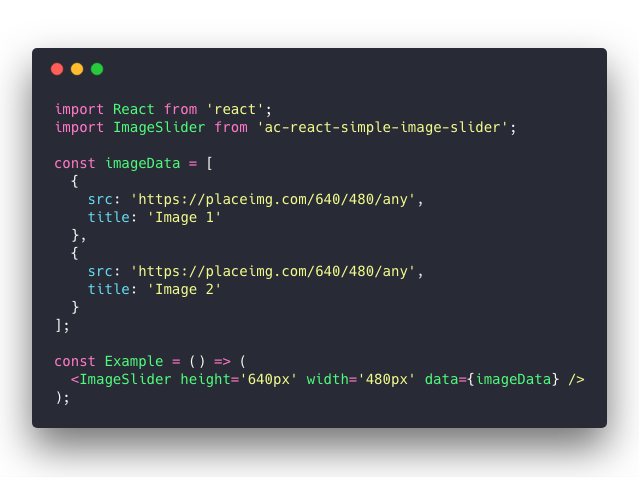 import React from 'react';
import ImageSlider from 'ac-react-simple-image-slider';

const imageData = [
  {
    src: 'https://placeimg.com/640/480/any',
    title: 'Image 1'
  },
  {
    src: 'https://placeimg.com/640/480/any',
    title: 'Image 2'
  }
];

const Example = () => (
  <ImageSlider height='640px' width='480px' data={imageData} />
);